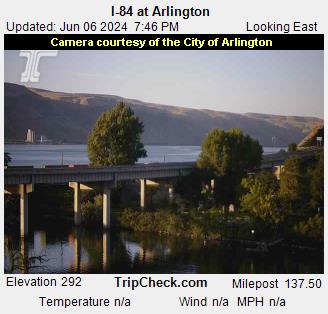 I-84 at Arlington
Updated: Jun 06 2024 7:46 PM Looking East
Camera courtesy of the City of Arlington
Elevation 292 TripCheck.com Milepost 137.50
Temperature n/a Wind n/a MPH n/a